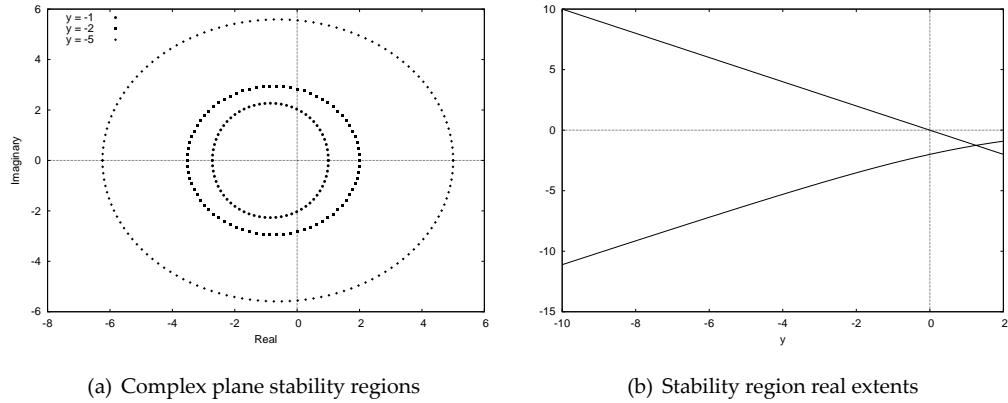 y = -1
y = -2
y = -5
6
4
2
0
-2
-4
-6
Imaginary
-8 -6 -4 -2 0 2 4 6
Real
10
5
0
-5
-10
-15
-10 -8 -6 -4 -2 0 2
y
(a) Complex plane stability regions
(b) Stability region real extents